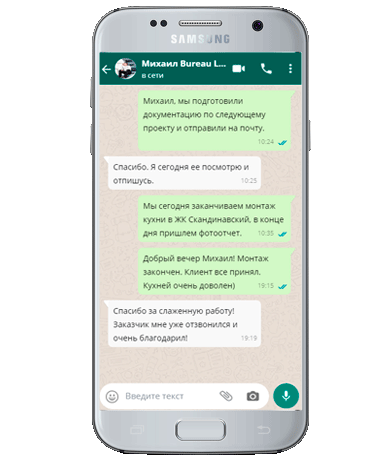 SAMSUNG
Михаил Bureau L...
в сети
Михаил, мы подготовили
документацию по следующему
проекту и отправили на почту.
10:24
Спасибо. Я сегодня ее посмотрю и
отпишусь.
10:25
Мы сегодня заканчиваем монтаж
кухни в ЖК Скандинавский, в конце
дня пришлем фотоотчет.
10:35
Добрый вечер Михаил! Монтаж
закончен. Клиент все принял.
Кухней очень доволен)
19:15
Спасибо за слаженную работу!
Заказчик мне уже отзвонился и
очень благодарил!
19:19
Введите текст